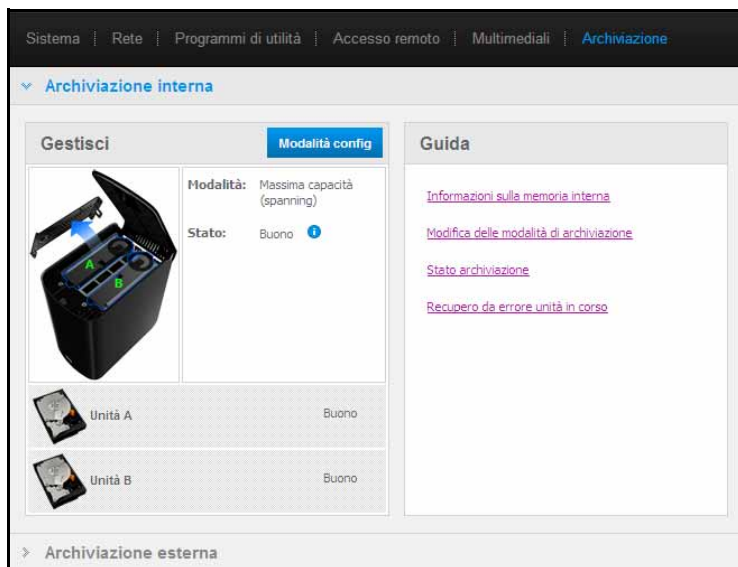 Sistema | Rete | Programmi di utilità | Accesso remoto | Multimediali | Archiviazione
Archiviazione interna
Gestisci
Modalità config
A
B
Modalità: Massima capacità
(spanning)
Stato: Buono
Unità A Buono
Unità B Buono
Guida
Informazioni sulla memoria interna
Modifica delle modalità di archiviazione
Stato archiviazione
Recupero da errore unità in corso
Archiviazione esterna